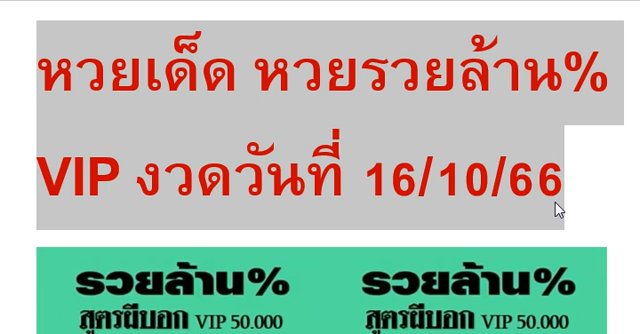 หวยเด็ด หวยรวยล้าน%
VIP งวดวันที่ 16/10/66
รวยล้าน% รวยล้าน%
สูตรผีบอก VIP 50.000 สูตรผีบอก VIP 50.000